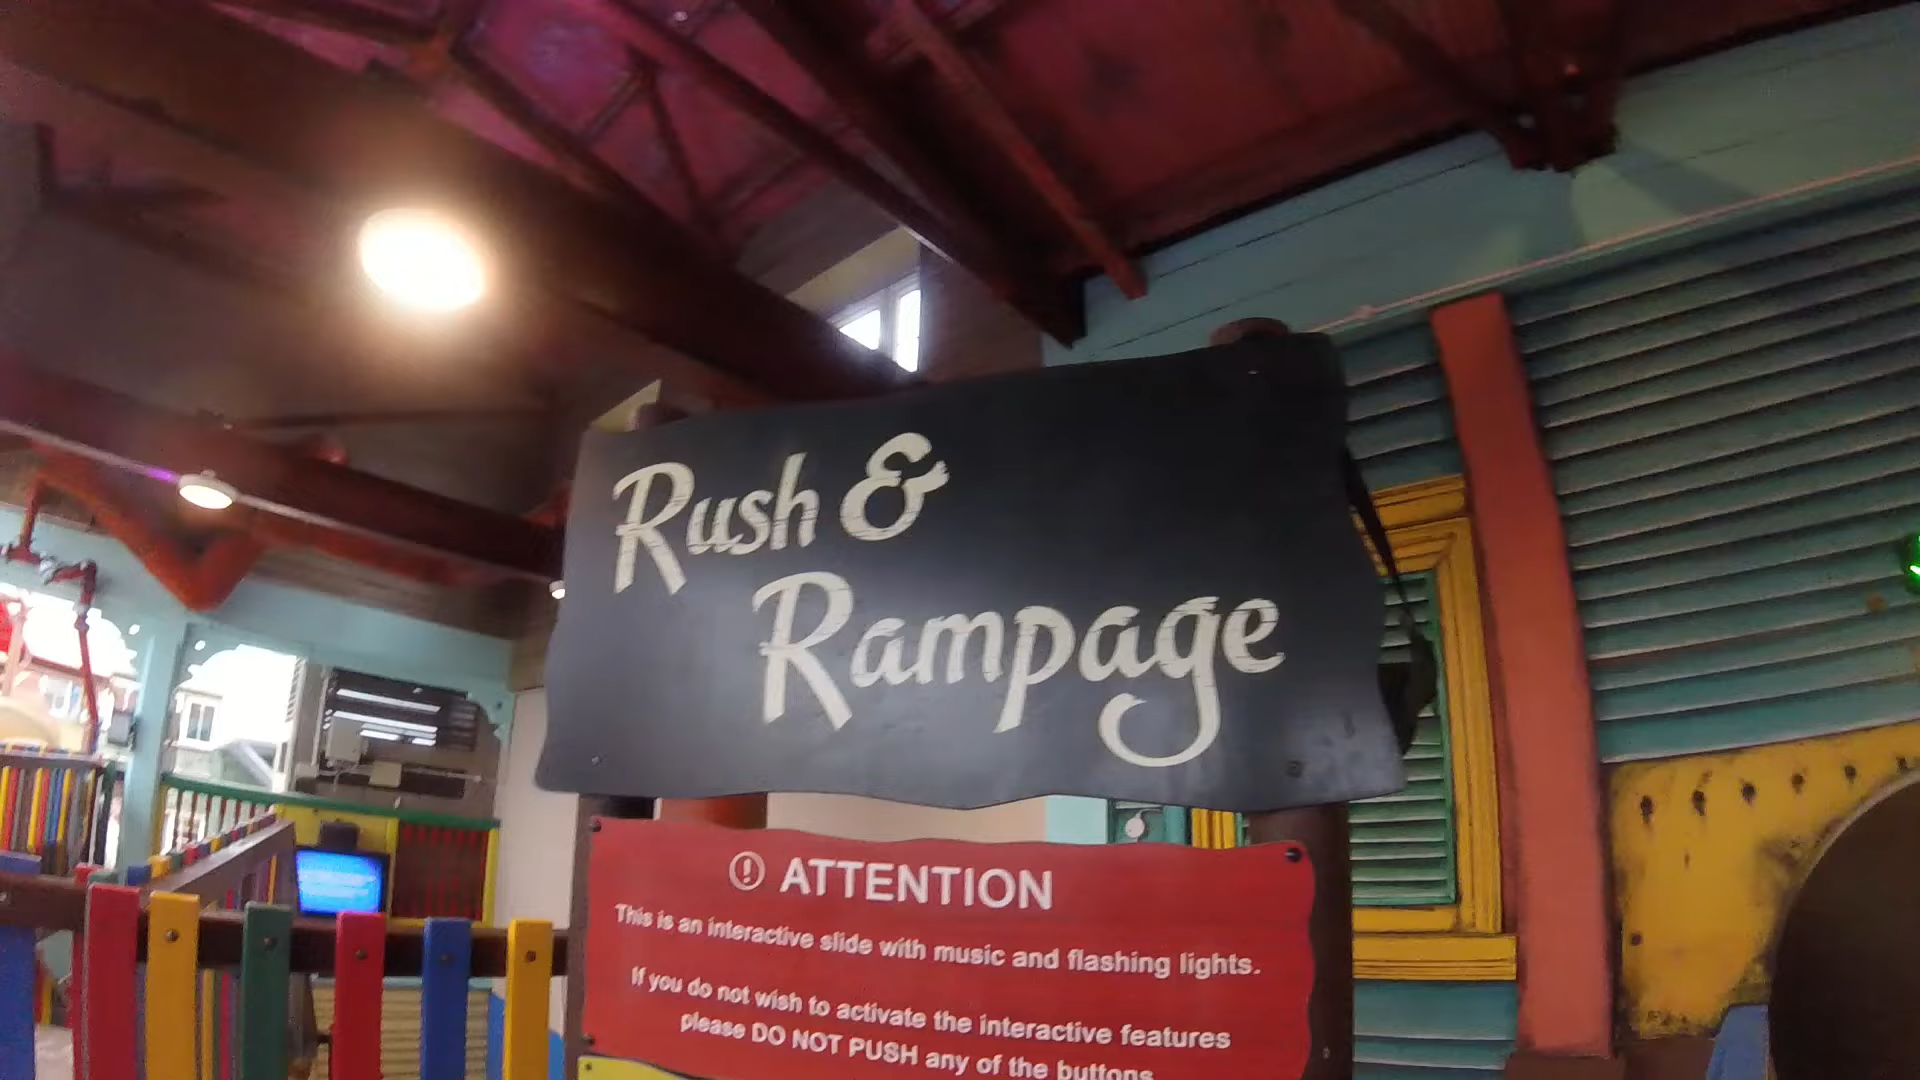 Rush &
Rampage
! ATTENTION
This is an interactive slide with music and flashing lights.
If you do not wish to activate the interactive features
please DO NOT PUSH any of the buttons.